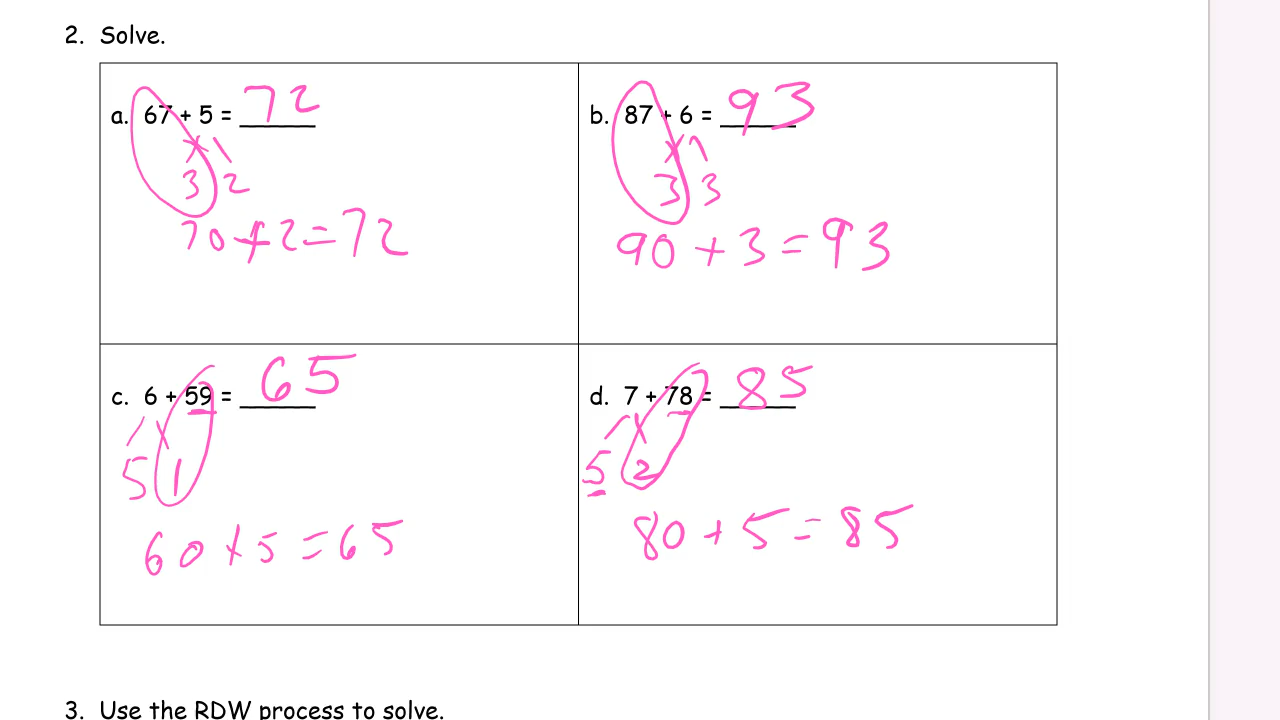 2. Solve.
a. 67 + 5 = 72
3 2
70 + 2 = 72
b. 87 + 6 = 93
3 3
90 + 3 = 93
c. 6 + 59 = 65
5 1
60 + 5 = 65
d. 7 + 78 = 85
5 2
80 + 5 = 85
3. Use the RDW process to solve.